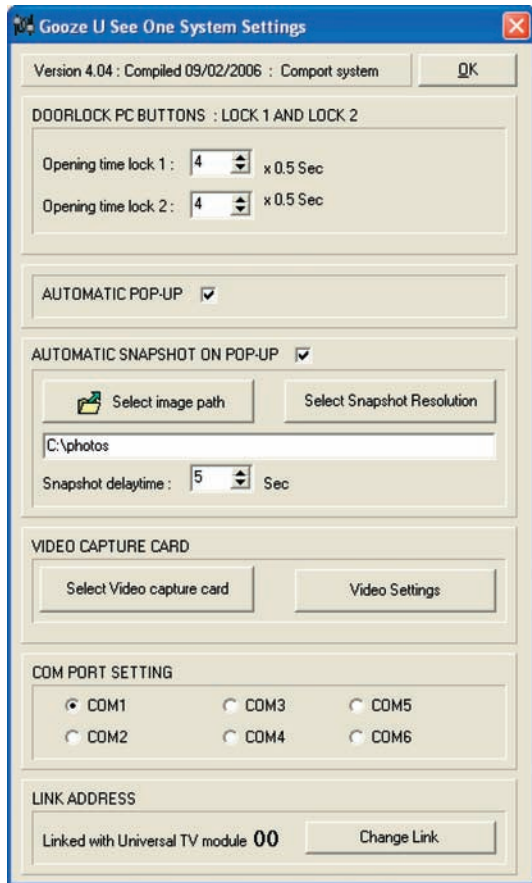 Gooze U See One System Settings
Version 4.04 : Compiled 09/02/2006 : Comport system
OK
DOORLOCK PC BUTTONS : LOCK 1 AND LOCK 2
Opening time lock 1 : 4 x 0.5 Sec
Opening time lock 2 : 4 x 0.5 Sec
AUTOMATIC POP-UP
AUTOMATIC SNAPSHOT ON POP-UP
Select image path
Select Snapshot Resolution
C:\photos
Snapshot delaytime : 5 Sec
VIDEO CAPTURE CARD
Select Video capture card
Video Settings
COM PORT SETTING
COM1 COM3 COM5
COM2 COM4 COM6
LINK ADDRESS
Linked with Universal TV module 00
Change Link